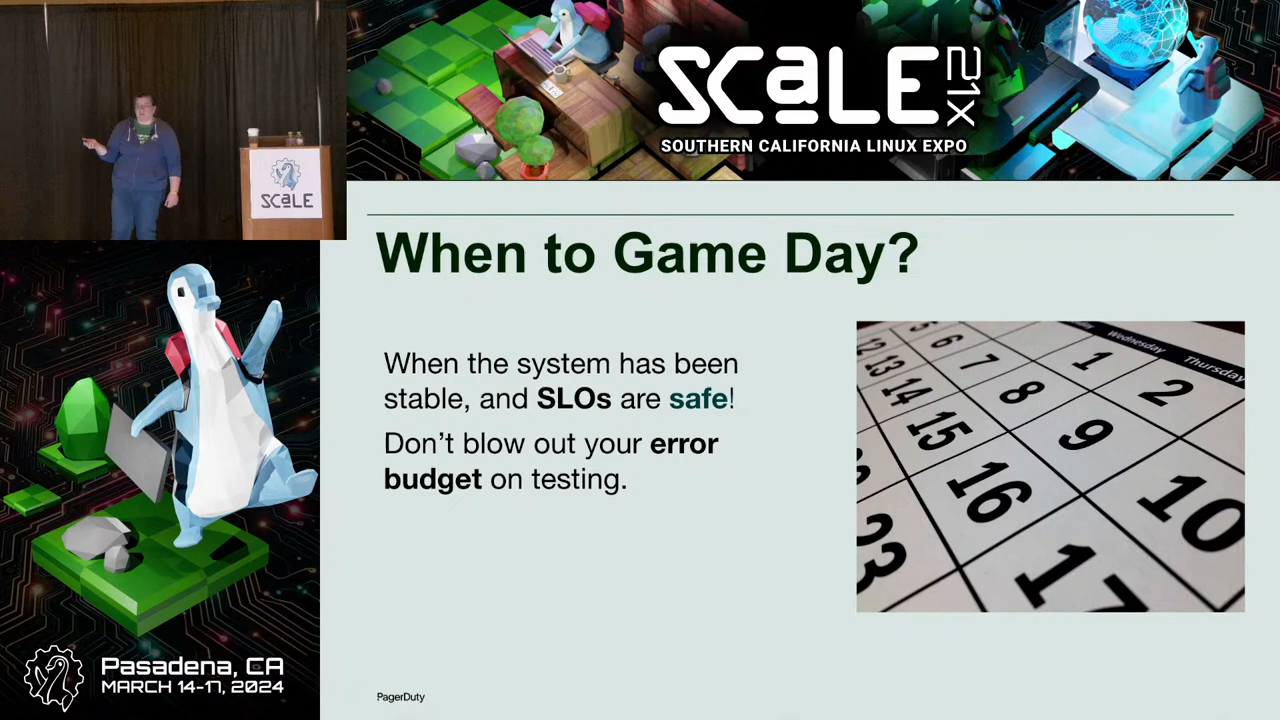 SCaLE 21X
SOUTHERN CALIFORNIA LINUX EXPO
SCaLE
When to Game Day?
When the system has been
stable, and SLOs are safe!
Don't blow out your error
budget on testing.
Wednesday
Thursday
5 6 7 1 2
12 13 14 8 9 10
15 16 17
23
PagerDuty
Pasadena, CA
MARCH 14-17, 2024